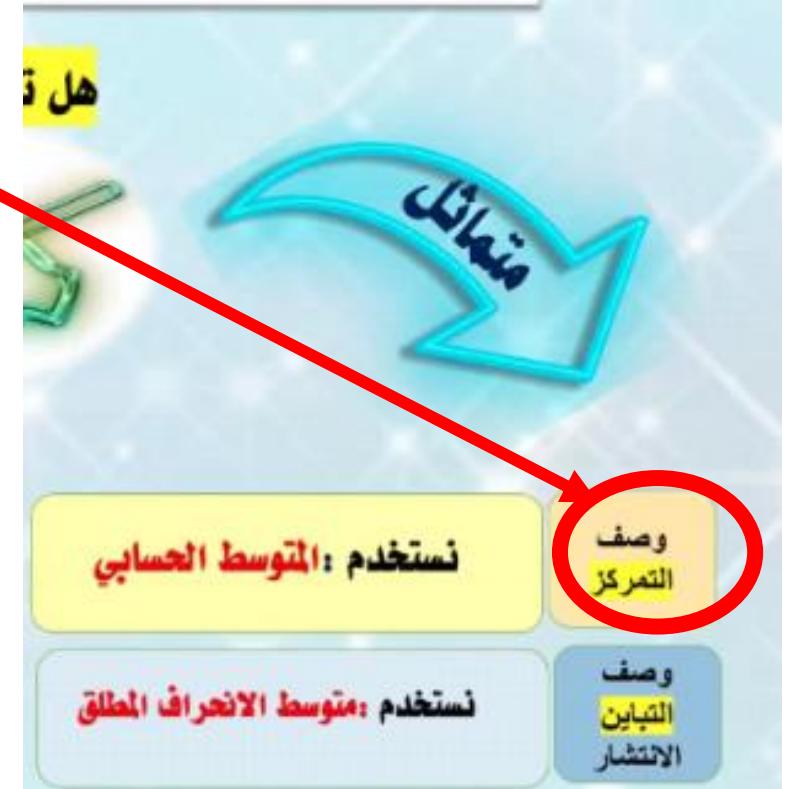 هل
متماثل
وصف
التمركز
نستخدم :المتوسط الحسابي
وصف
التباين
الانتشار
نستخدم :متوسط الانحراف المطلق